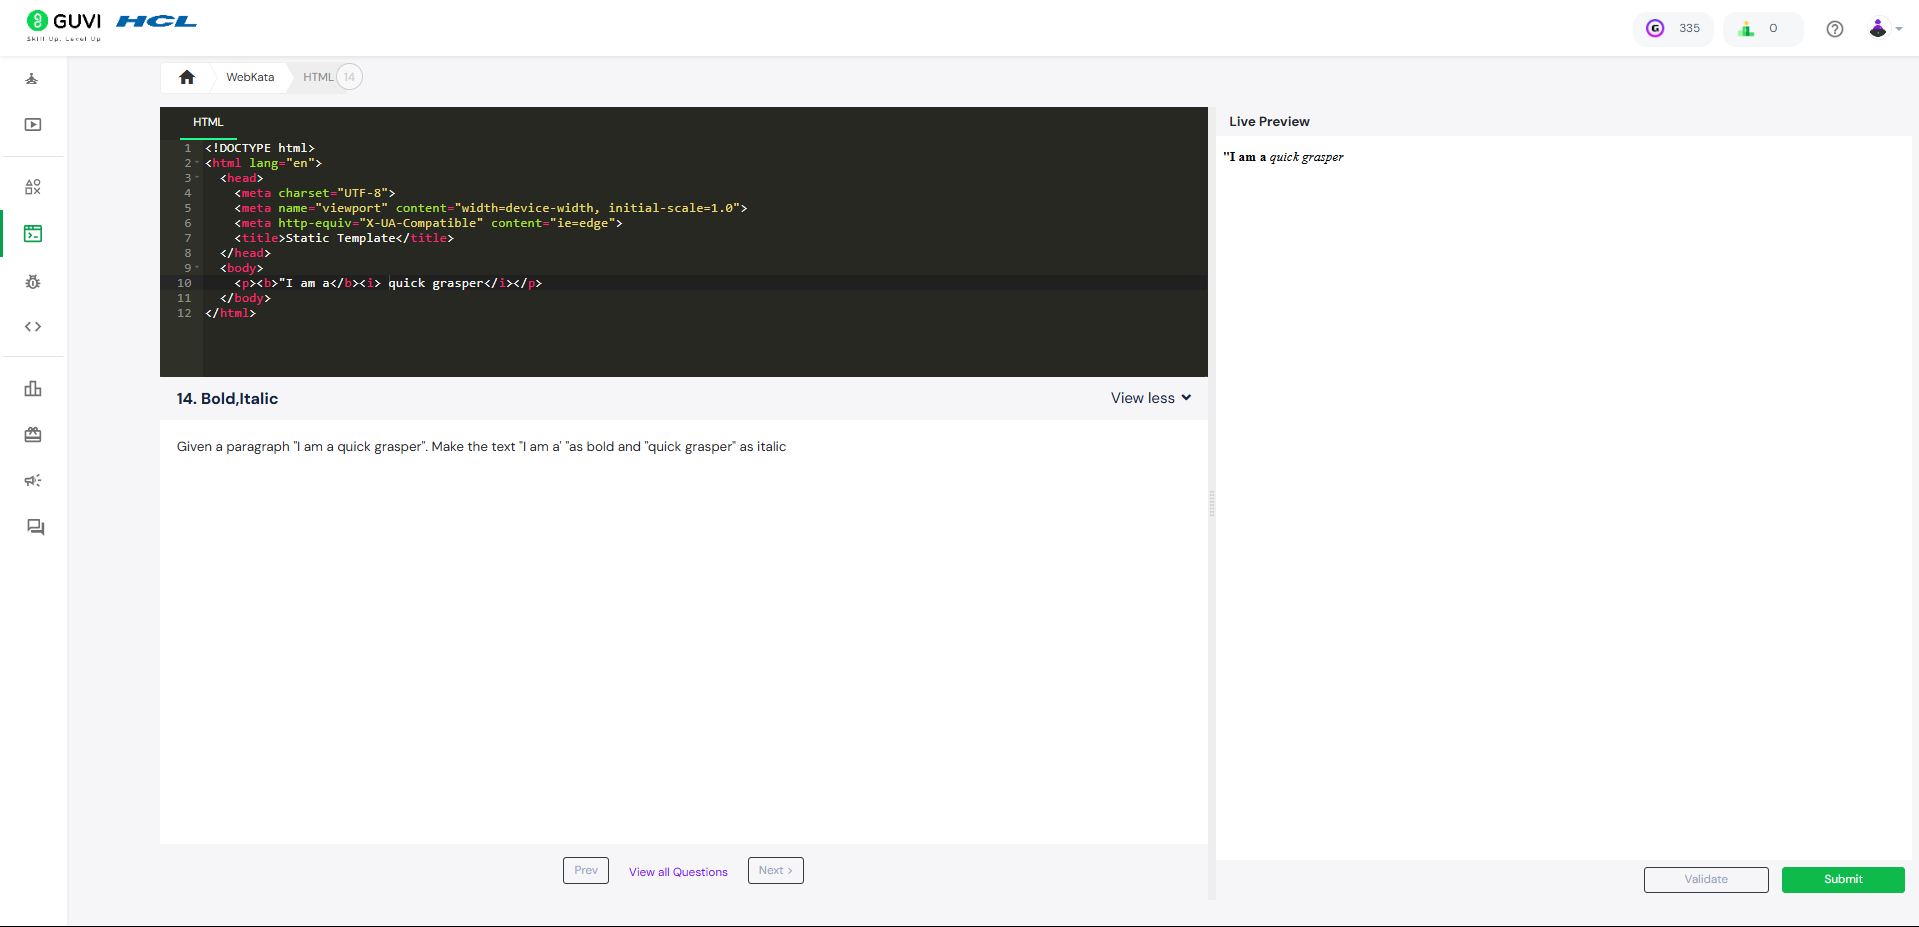 GUVI HCL
Skill Up. Level Up
335
0
WebKata
HTML 14
HTML
Live Preview
1 <!DOCTYPE html>
2 <html lang="en">
3 <head>
4 <meta charset="UTF-8">
5 <meta name="viewport" content="width=device-width, initial-scale=1.0">
6 <meta http-equiv="X-UA-Compatible" content="ie=edge">
7 <title>Static Template</title>
8 </head>
9 <body>
10 <p><b>"I am a</b><i> quick grasper</i></p>
11 </body>
12 </html>
"I am a quick grasper
14. Bold,Italic
View less
Given a paragraph "I am a quick grasper". Make the text "I am a' "as bold and "quick grasper" as italic
Prev
View all Questions
Next >
Validate
Submit